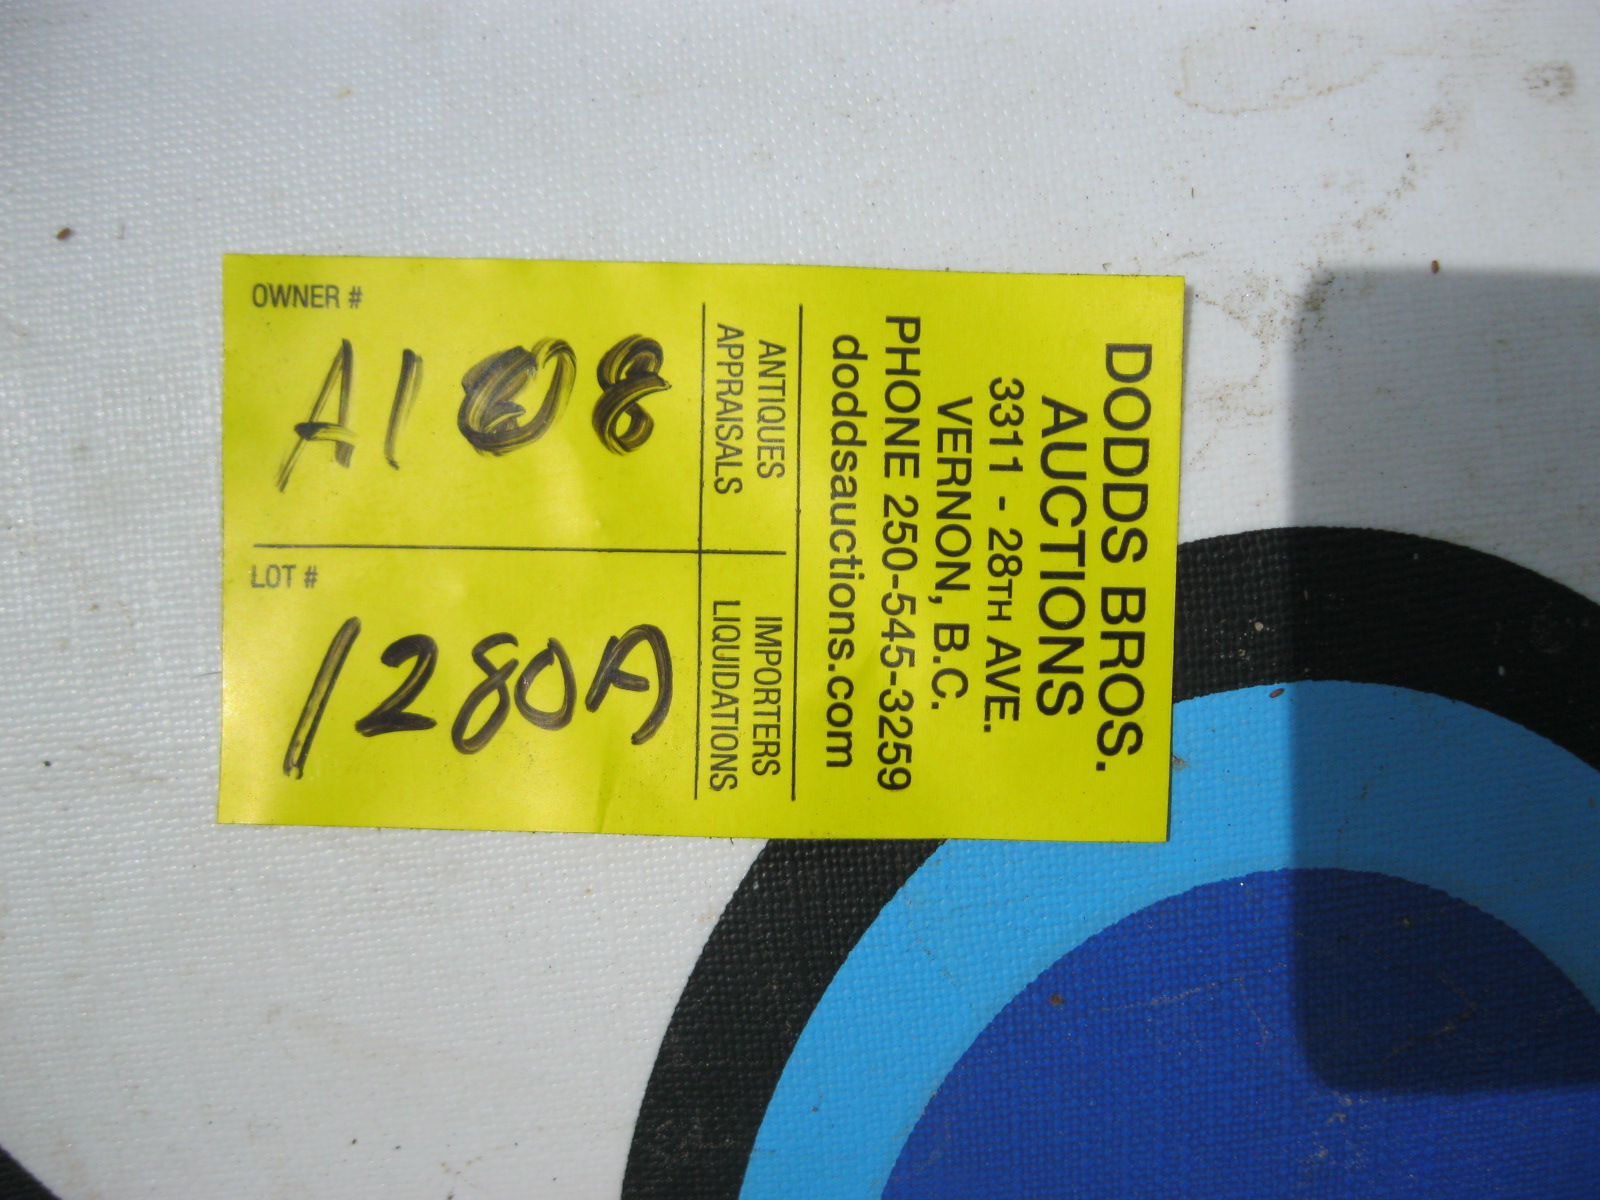 DODDS BROS.
AUCTIONS
3311 - 28TH AVE.
VERNON, B.C.
PHONE 250-545-3259
doddsauctions.com
ANTIQUES
APPRAISALS
IMPORTERS
LIQUIDATIONS
OWNER #
A108
LOT #
1280A